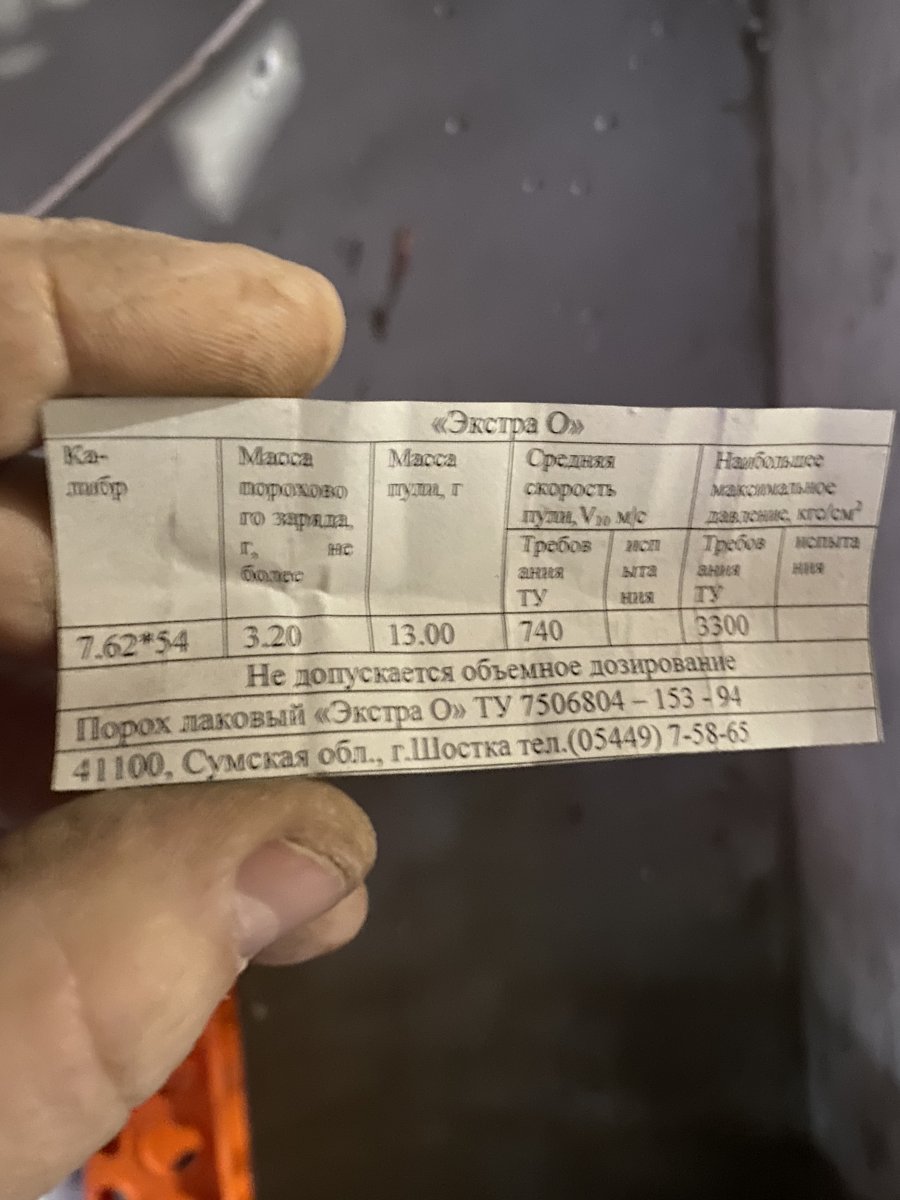 «Экстра О»
Ка-
либр
Масса
порохово
го заряда,
г, не
более
Масса
пули, г
Средняя
скорость
пули, V₁₀ м/с
Наибольшее
максимальное
давление, кгс/см²
Требов
ания
ТУ
исп
ыта
ния
Требов
ания
ТУ
испыта
ния
7.62*54 3.20 13.00 740 3300
Не допускается объемное дозирование
Порох лаковый «Экстра О» ТУ 7506804 – 153 - 94
41100, Сумская обл., г.Шостка тел.(05449) 7-58-65